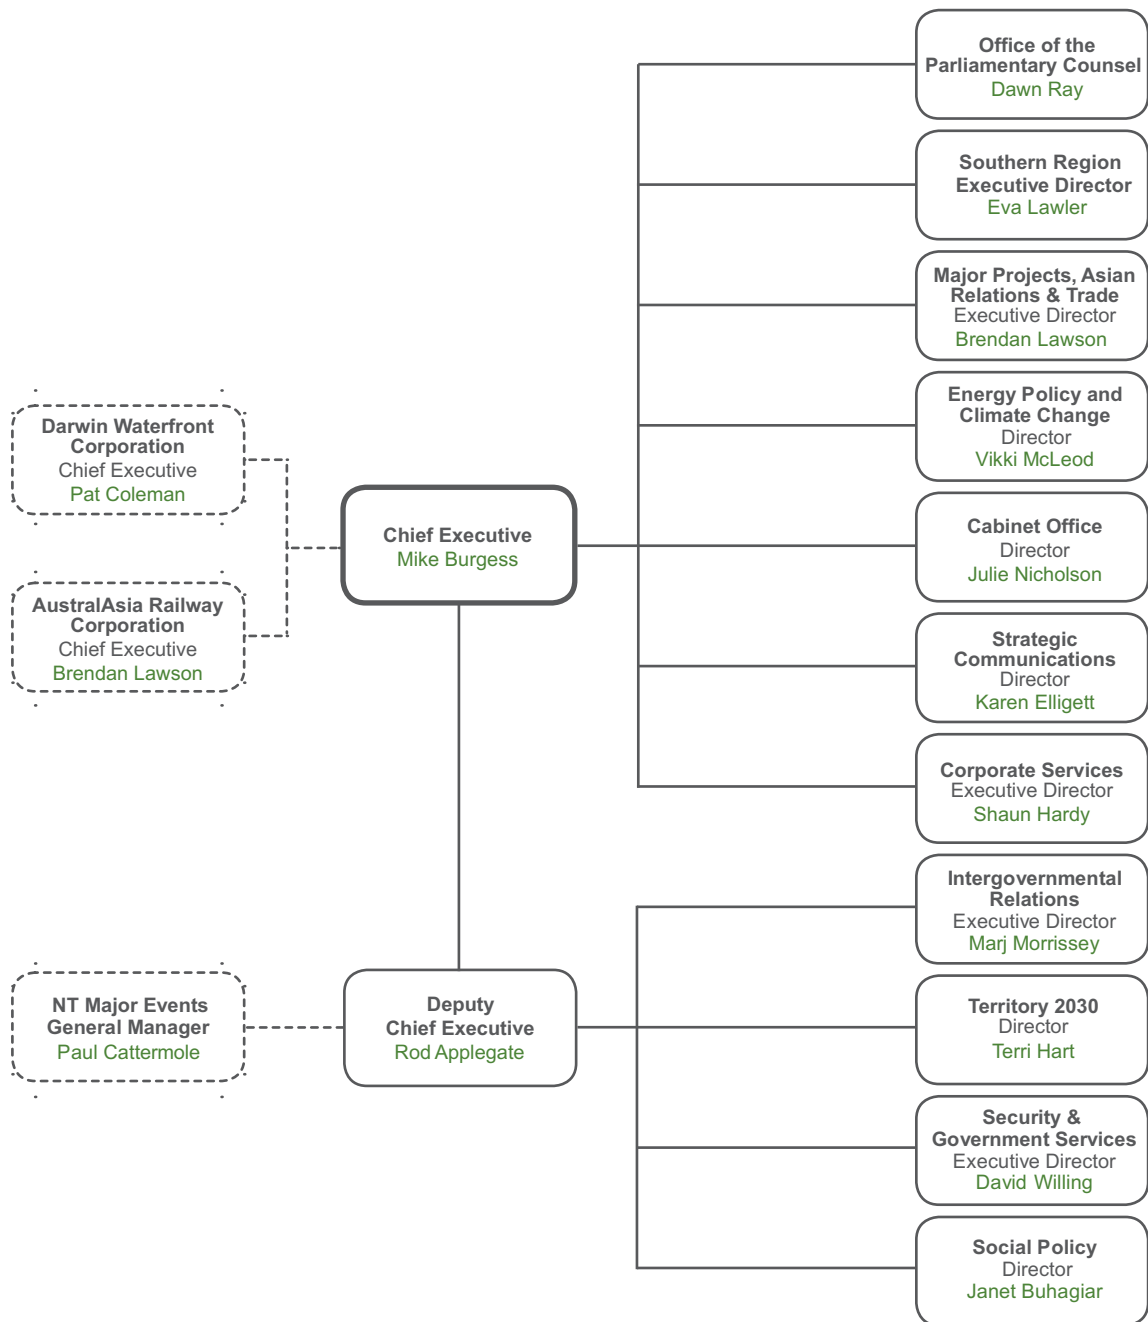 Office of the
Parliamentary Counsel
Dawn Ray
Southern Region
Executive Director
Eva Lawler
Major Projects, Asian
Relations & Trade
Executive Director
Brendan Lawson
Energy Policy and
Climate Change
Director
Vikki McLeod
Darwin Waterfront
Corporation
Chief Executive
Pat Coleman
Chief Executive
Mike Burgess
Cabinet Office
Director
Julie Nicholson
AustralAsia Railway
Corporation
Chief Executive
Brendan Lawson
Strategic
Communications
Director
Karen Elligett
Corporate Services
Executive Director
Shaun Hardy
Intergovernmental
Relations
Executive Director
Marj Morrissey
NT Major Events
General Manager
Paul Cattermole
Deputy
Chief Executive
Rod Applegate
Territory 2030
Director
Terri Hart
Security &
Government Services
Executive Director
David Willing
Social Policy
Director
Janet Buhagiar